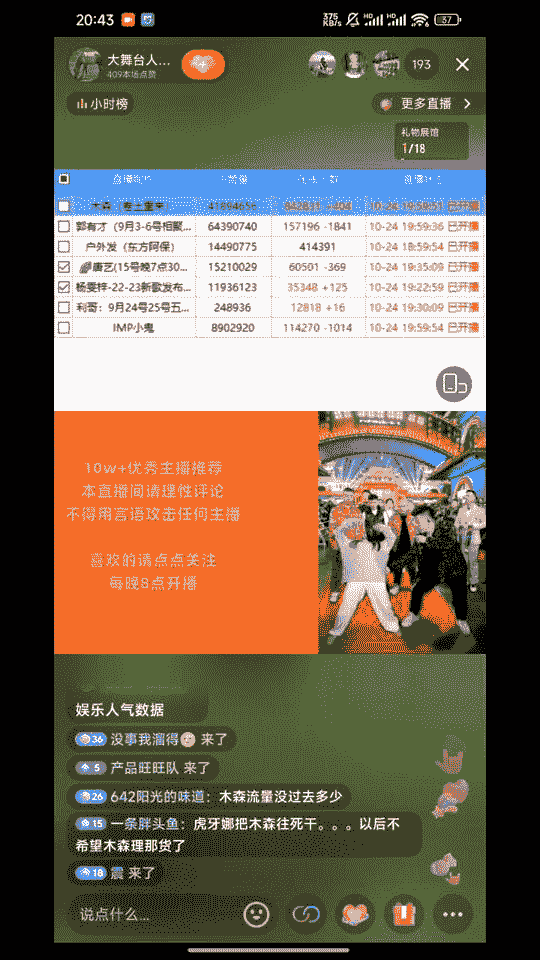 20:43
375 KB/s HD HD 37
大舞台人...
409本场点赞
193
小时榜
更多直播
礼物展馆
1/18
郭有才（9月3-6号相聚... 64390740 157196 -1841 10-24 19:59:36 已开播
户外发（东方阿保） 14490775 414391 10-24 18:59:54 已开播
唐艺(15号晚7点30... 15210029 60501 -369 10-24 19:35:09 已开播
杨雯梓-22-23新歌发布... 11936123 35348 +125 10-24 19:22:59 已开播
利哥：9月24号25号五... 248936 12818 +16 10-24 19:30:09 已开播
IMP小鬼 8902920 114270 -1014 10-24 19:59:54 已开播
10w+优秀主播推荐
本直播间请理性评论
不得用言语攻击任何主播
喜欢的请点点关注
每晚8点开播
娱乐人气数据
36 没事我溜得 来了
5 产品旺旺队 来了
26 642阳光的味道：木森流量没过去多少
15 一条胖头鱼：虎牙娜把木森往死干。。。以后不
希望木森理那货了
18 震 来了
说点什么...